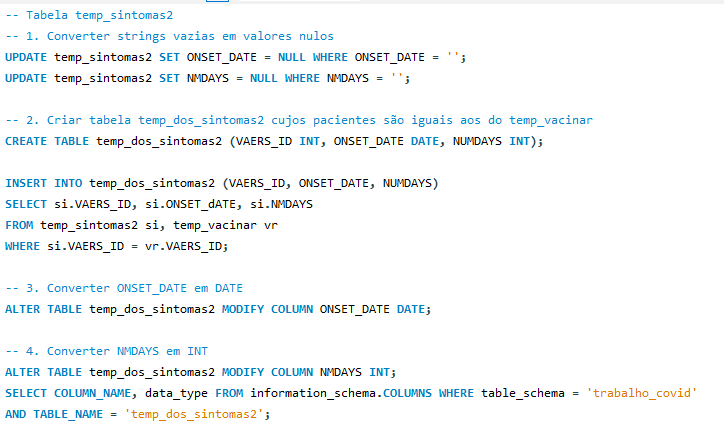 -- Tabela temp_sintomas2
-- 1. Converter strings vazias em valores nulos
UPDATE temp_sintomas2 SET ONSET_DATE = NULL WHERE ONSET_DATE = '';
UPDATE temp_sintomas2 SET NMDAYS = NULL WHERE NMDAYS = '';
-- 2. Criar tabela temp_dos_sintomas2 cujos pacientes são iguais aos do temp_vacinar
CREATE TABLE temp_dos_sintomas2 (VAERS_ID INT, ONSET_DATE DATE, NUMDAYS INT);
INSERT INTO temp_dos_sintomas2 (VAERS_ID, ONSET_DATE, NUMDAYS)
SELECT si.VAERS_ID, si.ONSET_dATE, si.NMDAYS
FROM temp_sintomas2 si, temp_vacinar vr
WHERE si.VAERS_ID = vr.VAERS_ID;
-- 3. Converter ONSET_DATE em DATE
ALTER TABLE temp_dos_sintomas2 MODIFY COLUMN ONSET_DATE DATE;
-- 4. Converter NMDAYS em INT
ALTER TABLE temp_dos_sintomas2 MODIFY COLUMN NMDAYS INT;
SELECT COLUMN_NAME, data_type FROM information_schema.COLUMNS WHERE table_schema = 'trabalho_covid'
AND TABLE_NAME = 'temp_dos_sintomas2';